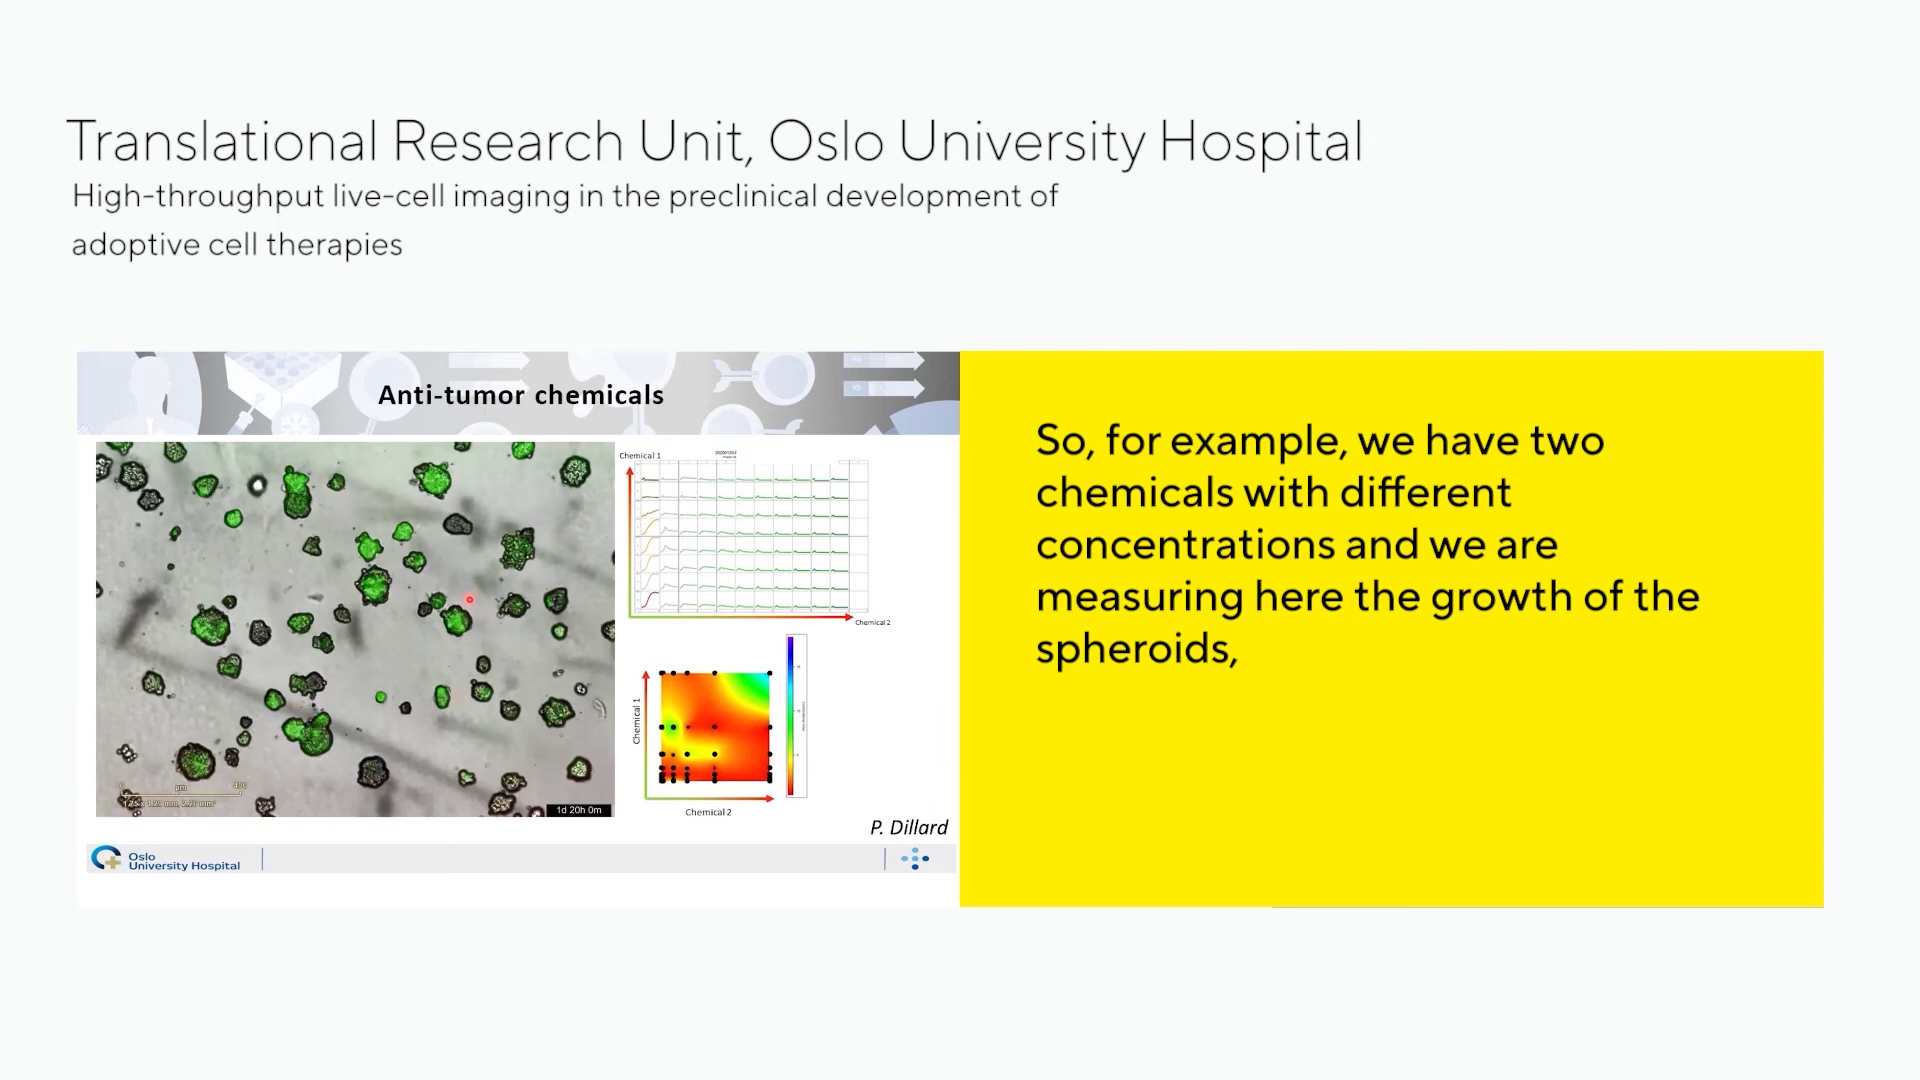 Translational Research Unit, Oslo University Hospital
High-throughput live-cell imaging in the preclinical development of
adoptive cell therapies
Anti-tumor chemicals
Chemical 1
Chemical 2
Chemical 1
Chemical 2
0
µm
400
1d 20h 0m
P. Dillard
Oslo
University Hospital
So, for example, we have two
chemicals with different
concentrations and we are
measuring here the growth of the
spheroids,